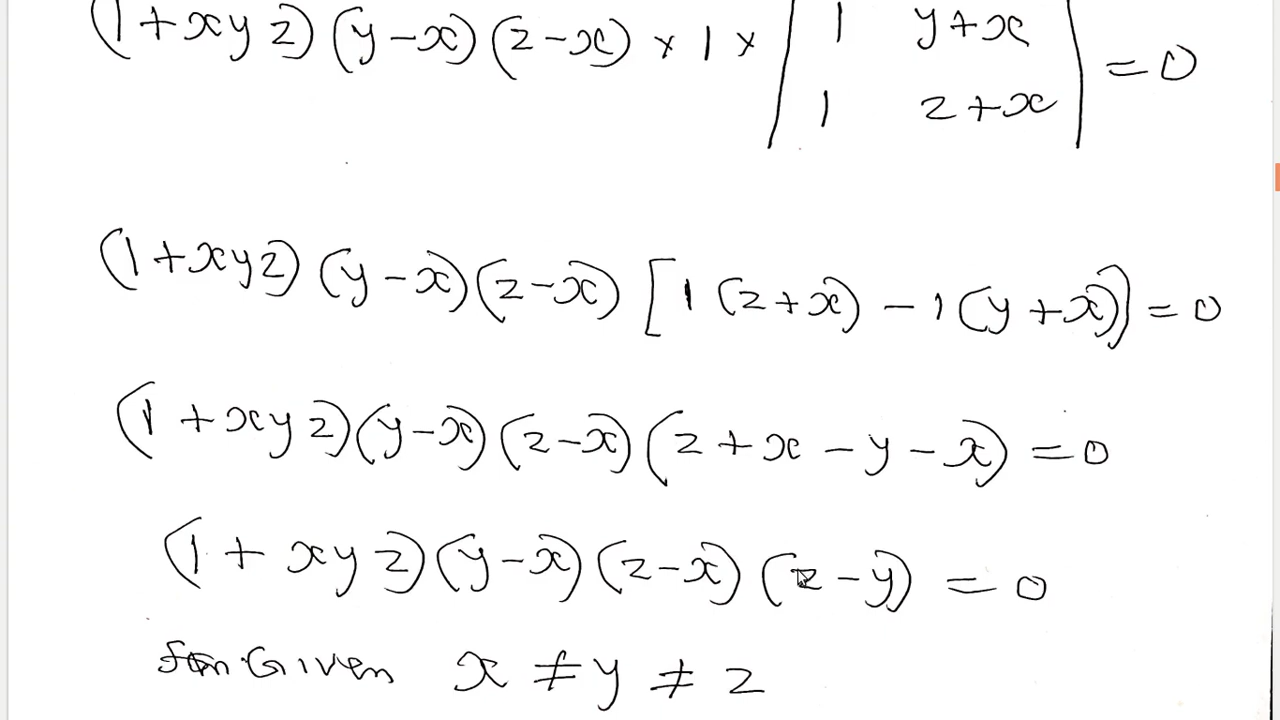 (1+xyz)(y-x)(z-x) × 1 × | 1 y+x | = 0
| 1 z+x |
(1+xyz)(y-x)(z-x)[1(z+x) - 1(y+x)] = 0
(1+xyz)(y-x)(z-x)(z+x-y-x) = 0
(1+xyz)(y-x)(z-x)(z-y) = 0
Given x ≠ y ≠ z